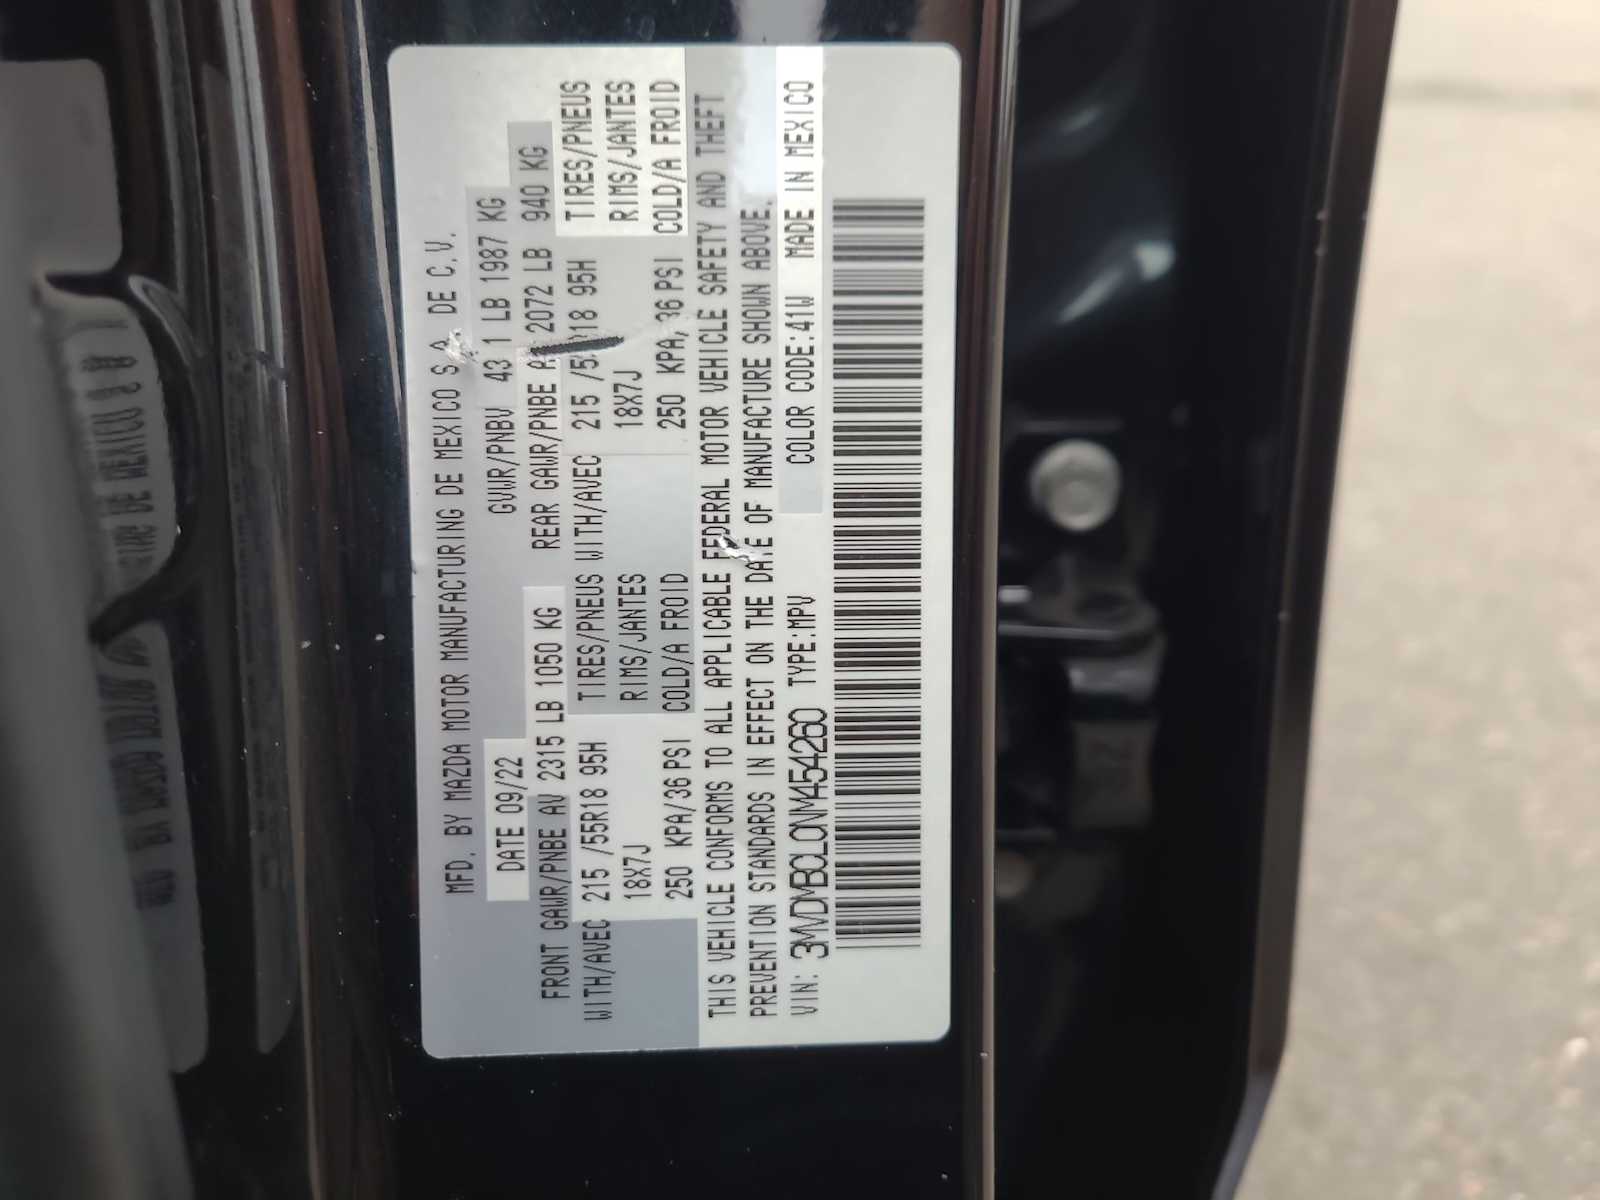 MFD. BY MAZDA MOTOR MANUFACTURING DE MEXICO S.A. DE C.V.
DATE 09/22 GVWR/PNBV LB 1987 KG
FRONT GAWR/PNBE AV 2315 LB 1050 KG REAR GAWR/PNBE 2072 LB 940 KG
WITH/AVEC 215 /55R18 95H TIRES/PNEUS WITH/AVEC 215 95H TIRES/PNEUS
18X7J RIMS/JANTES 18X7J RIMS/JANTES
250 KPA/36 PSI COLD/A FROID 250 KPA/36 PSI COLD/A FROID
THIS VEHICLE CONFORMS TO ALL APPLICABLE FEDERAL MOTOR VEHICLE SAFETY AND THEFT
PREVENTION STANDARDS IN EFFECT ON THE DATE OF MANUFACTURE SHOWN ABOVE.
VIN: 3MVDMBCL0NM454260 TYPE:MPV COLOR CODE:41W MADE IN MEXICO